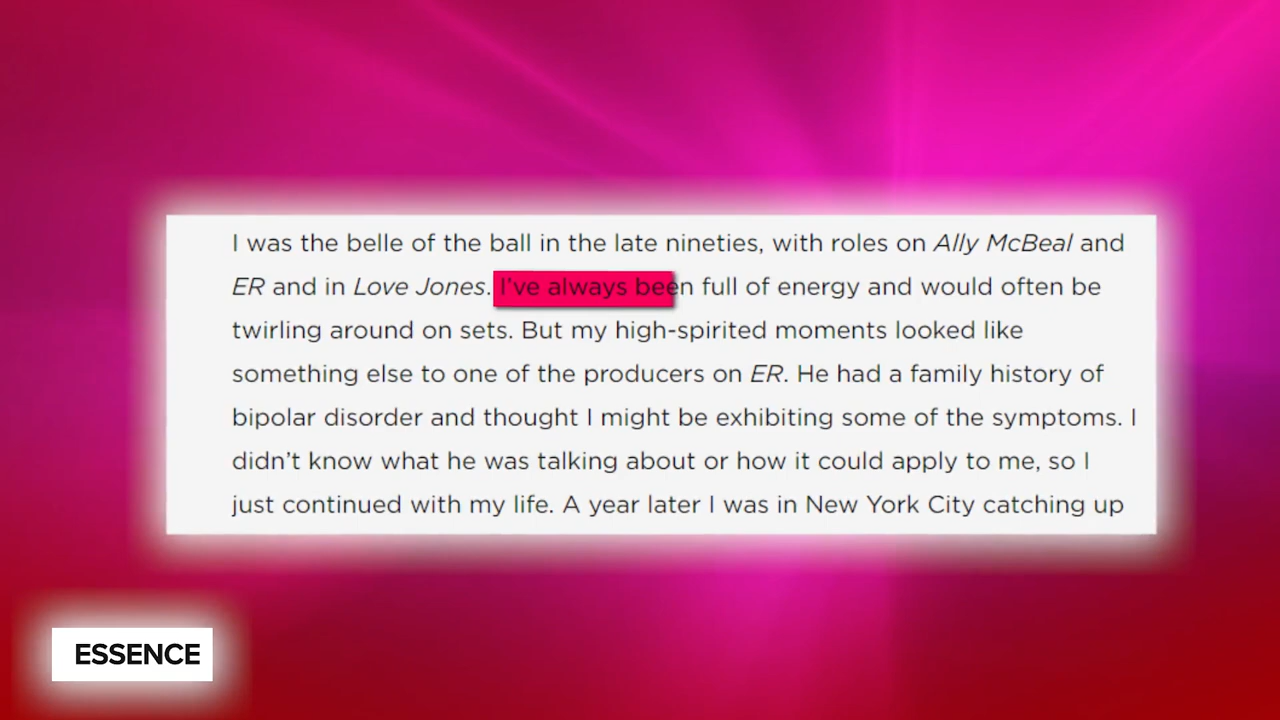 I was the belle of the ball in the late nineties, with roles on Ally McBeal and
ER and in Love Jones. I've always been full of energy and would often be
twirling around on sets. But my high-spirited moments looked like
something else to one of the producers on ER. He had a family history of
bipolar disorder and thought I might be exhibiting some of the symptoms. I
didn't know what he was talking about or how it could apply to me, so I
just continued with my life. A year later I was in New York City catching up
ESSENCE